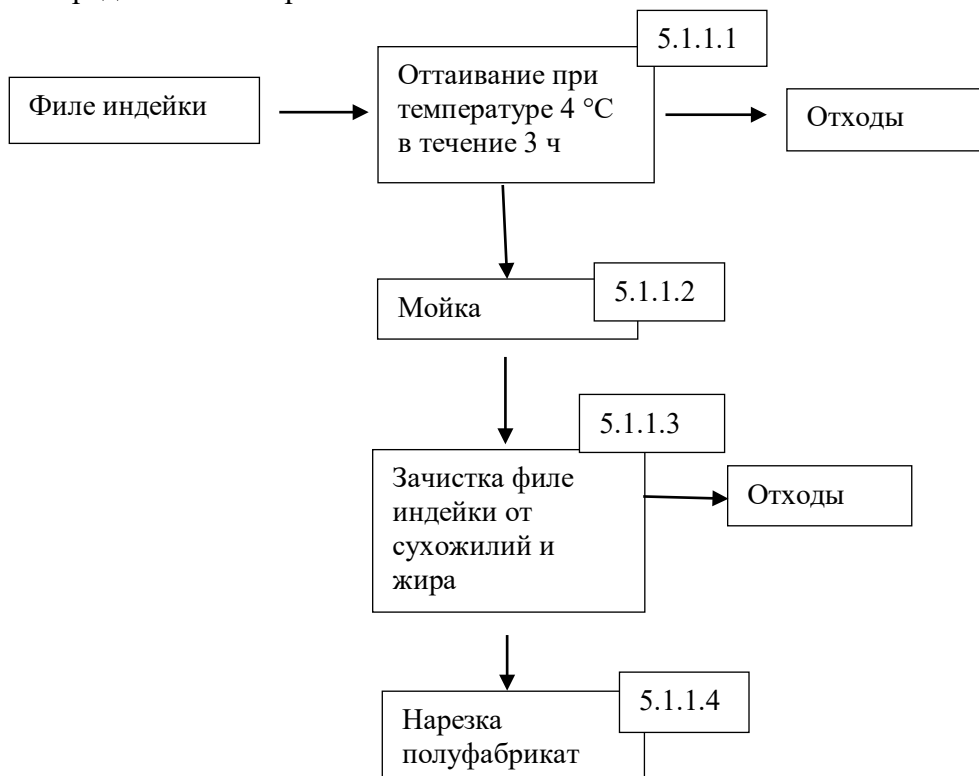 5.1.1.1
Филе индейки
Оттаивание при
температуре 4 °С
в течение 3 ч
Отходы
5.1.1.2
Мойка
5.1.1.3
Зачистка филе
индейки от
сухожилий и
жира
Отходы
5.1.1.4
Нарезка
полуфабрикат